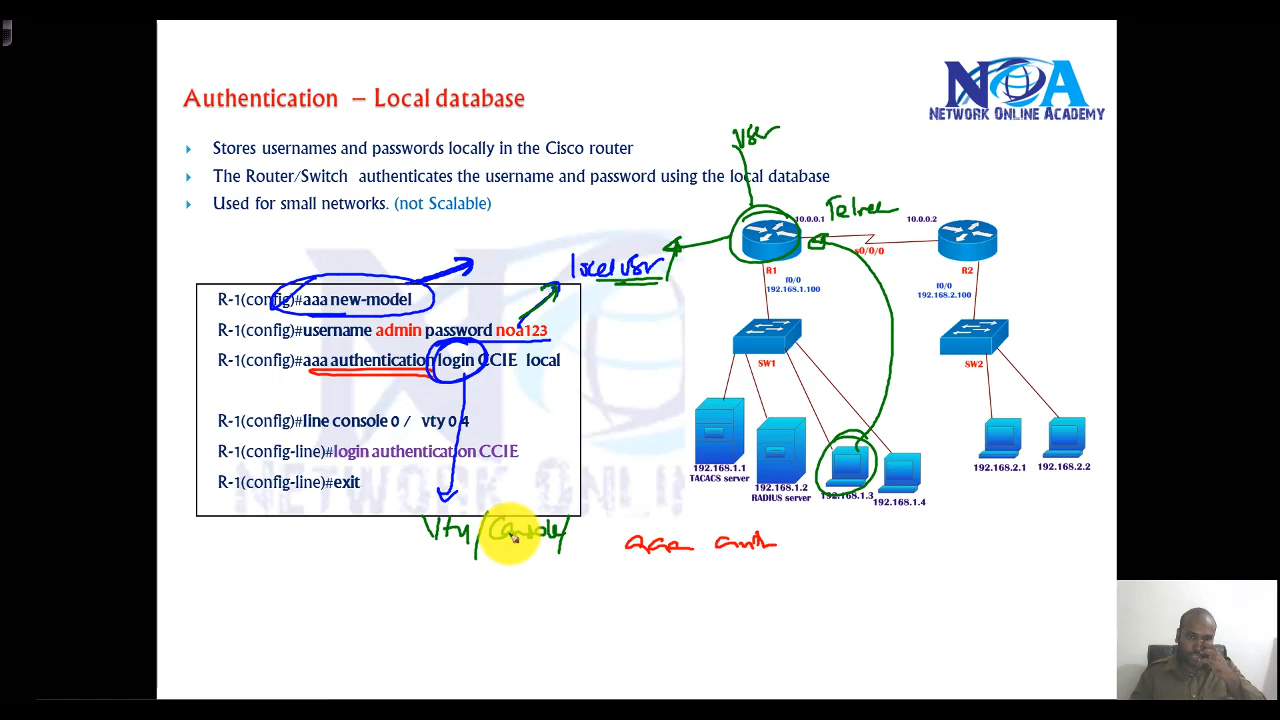 NOA
NETWORK ONLINE ACADEMY
Authentication – Local database
Stores usernames and passwords locally in the Cisco router
The Router/Switch authenticates the username and password using the local database
Used for small networks. (not Scalable)
R-1(config)#aaa new-model
R-1(config)#username admin password noa123
R-1(config)#aaa authentication login CCIE local
R-1(config)#line console 0 / vty 0 4
R-1(config-line)#login authentication CCIE
R-1(config-line)#exit
Vty/Console/
local usr
usr
Telnet
10.0.0.1
10.0.0.2
s0/0/0
R1
R2
f0/0
192.168.1.100
f0/0
192.168.2.100
SW1
SW2
192.168.1.1
TACACS server
192.168.1.2
RADIUS server
192.168.1.3
192.168.1.4
192.168.2.1
192.168.2.2
aaa auth
NETWORK ONLIN